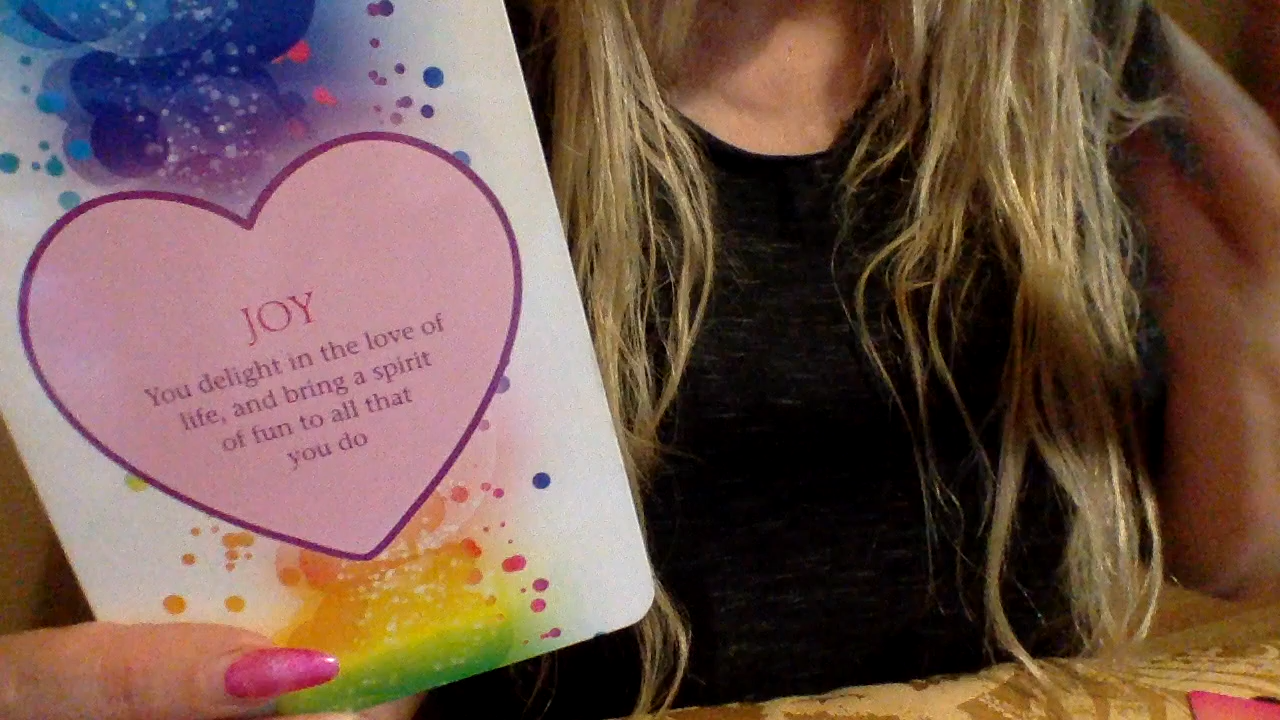 JOY
You delight in the love of
life, and bring a spirit
of fun to all that
you do